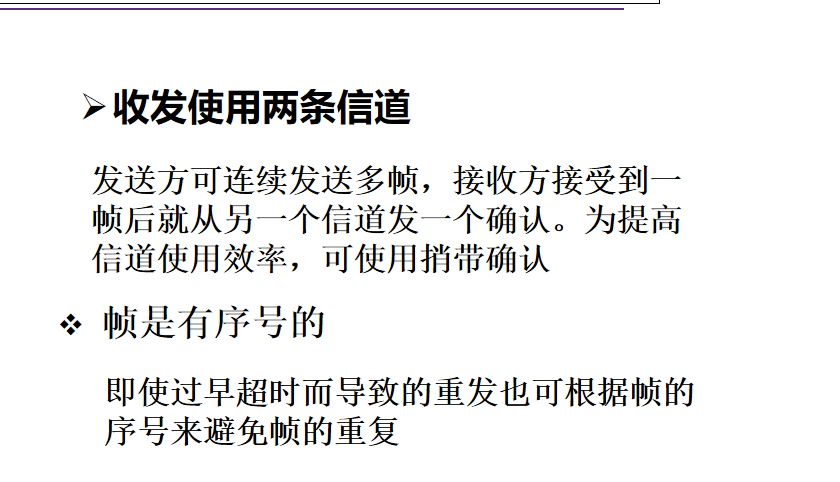 收发使用两条信道
发送方可连续发送多帧，接收方接受到一
帧后就从另一个信道发一个确认。为提高
信道使用效率，可使用捎带确认
帧是有序号的
即使过早超时而导致的重发也可根据帧的
序号来避免帧的重复